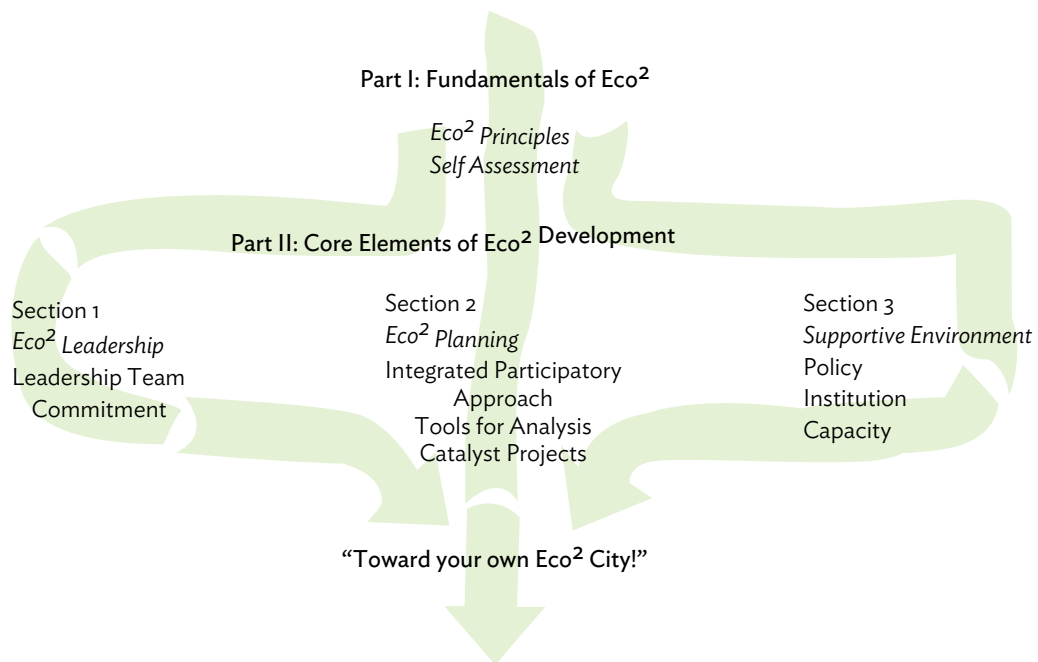 Part I: Fundamentals of Eco²
Eco² Principles
Self Assessment
Part II: Core Elements of Eco² Development
Section 1
Eco² Leadership
Leadership Team
Commitment
Section 2
Eco² Planning
Integrated Participatory
Approach
Tools for Analysis
Catalyst Projects
Section 3
Supportive Environment
Policy
Institution
Capacity
“Toward your own Eco² City!”